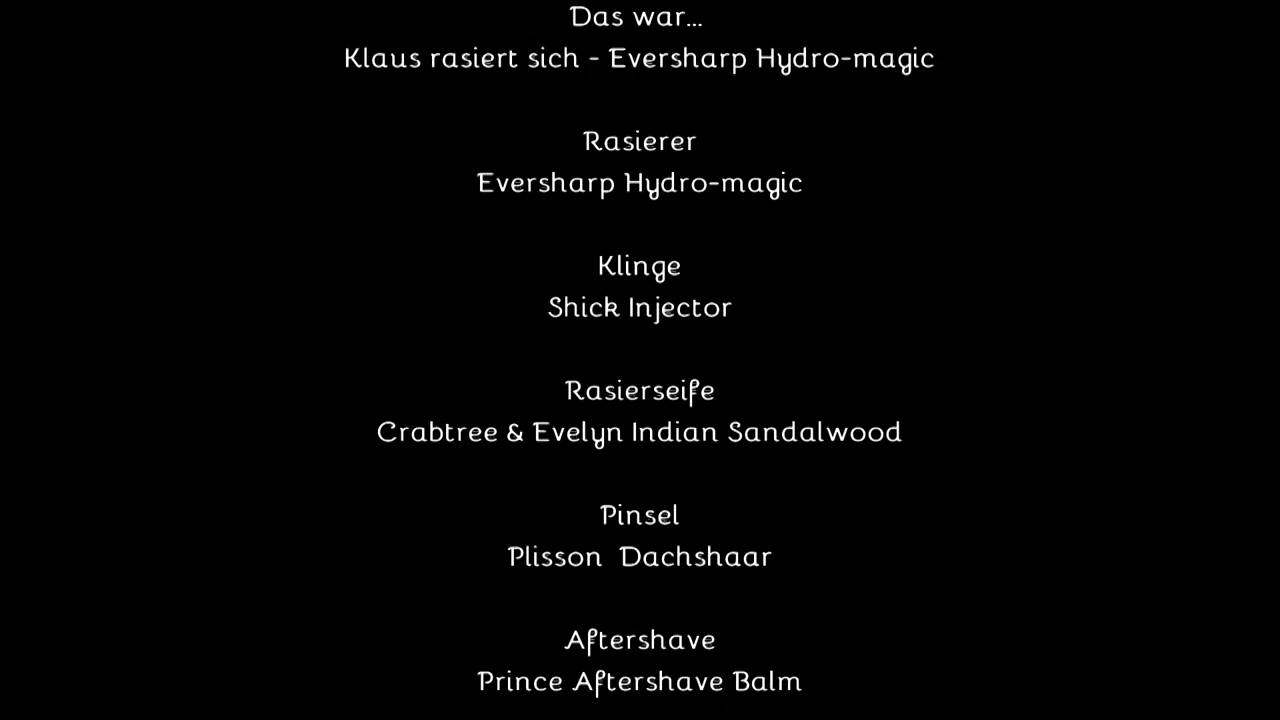 Das war...
Klaus rasiert sich - Eversharp Hydro-magic
Rasierer
Eversharp Hydro-magic
Klinge
Shick Injector
Rasierseife
Crabtree & Evelyn Indian Sandalwood
Pinsel
Plisson  Dachshaar
Aftershave
Prince Aftershave Balm